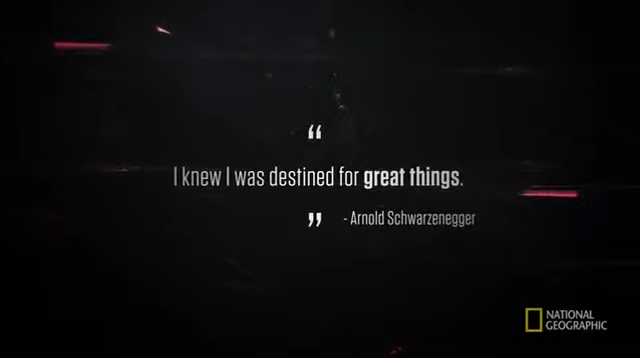 “
I knew I was destined for great things.
”
- Arnold Schwarzenegger
NATIONAL
GEOGRAPHIC